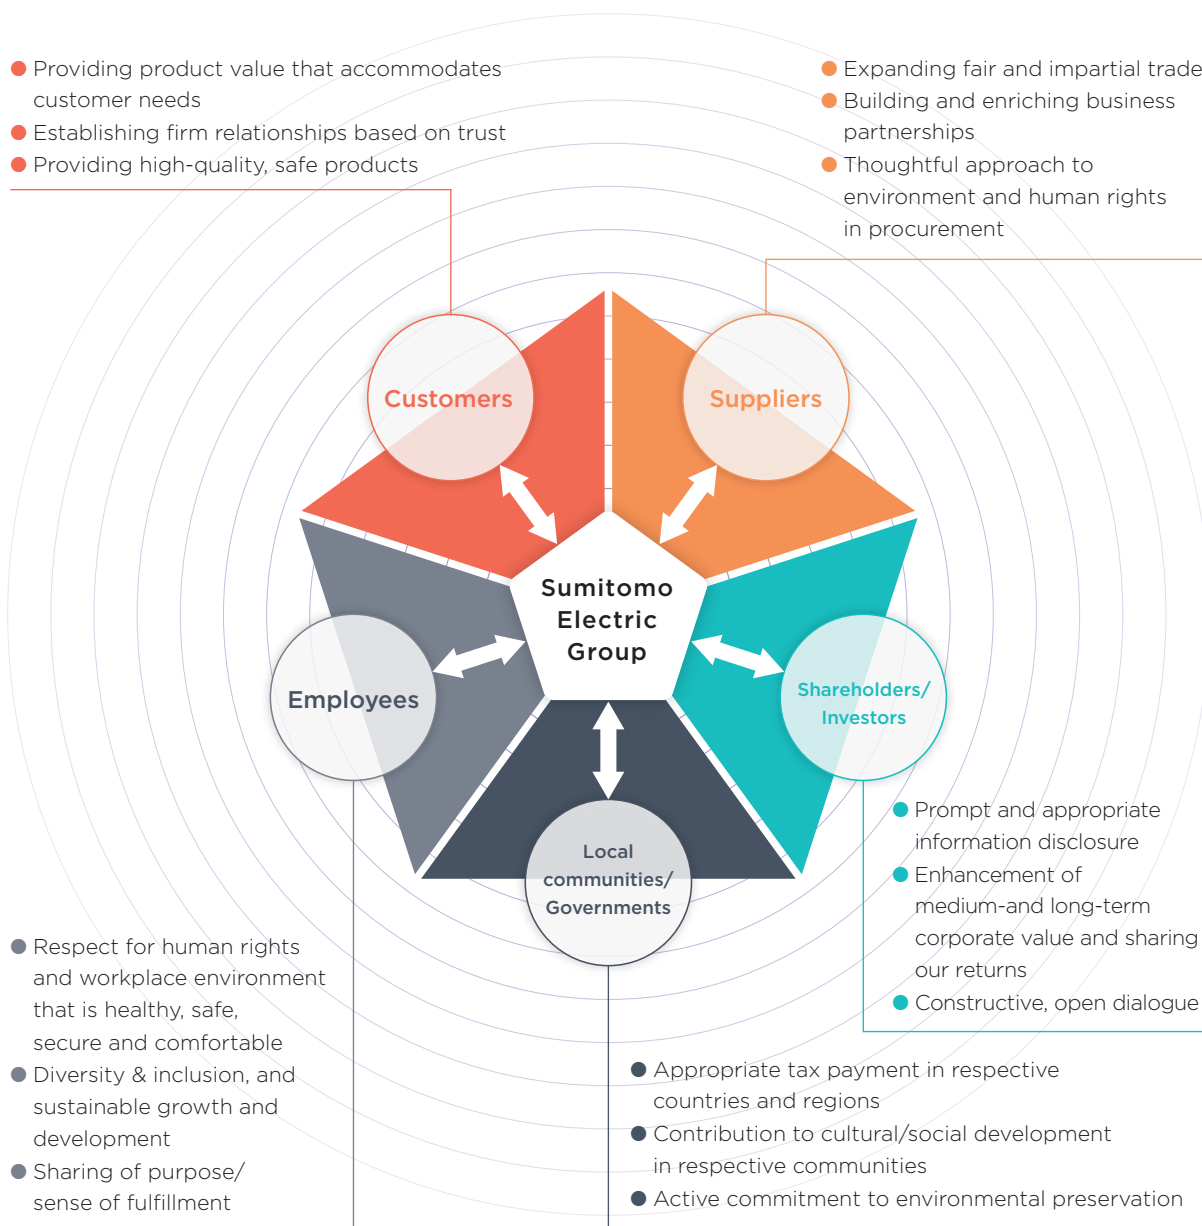 Providing product value that accommodates
customer needs
Establishing firm relationships based on trust
Providing high-quality, safe products
Expanding fair and impartial trade
Building and enriching business
partnerships
Thoughtful approach to
environment and human rights
in procurement
Customers
Suppliers
Sumitomo
Electric
Group
Employees
Shareholders/
Investors
Local
communities/
Governments
Prompt and appropriate
information disclosure
Enhancement of
medium-and long-term
corporate value and sharing
our returns
Constructive, open dialogue
Respect for human rights
and workplace environment
that is healthy, safe,
secure and comfortable
Diversity & inclusion, and
sustainable growth and
development
Sharing of purpose/
sense of fulfillment
Appropriate tax payment in respective
countries and regions
Contribution to cultural/social development
in respective communities
Active commitment to environmental preservation